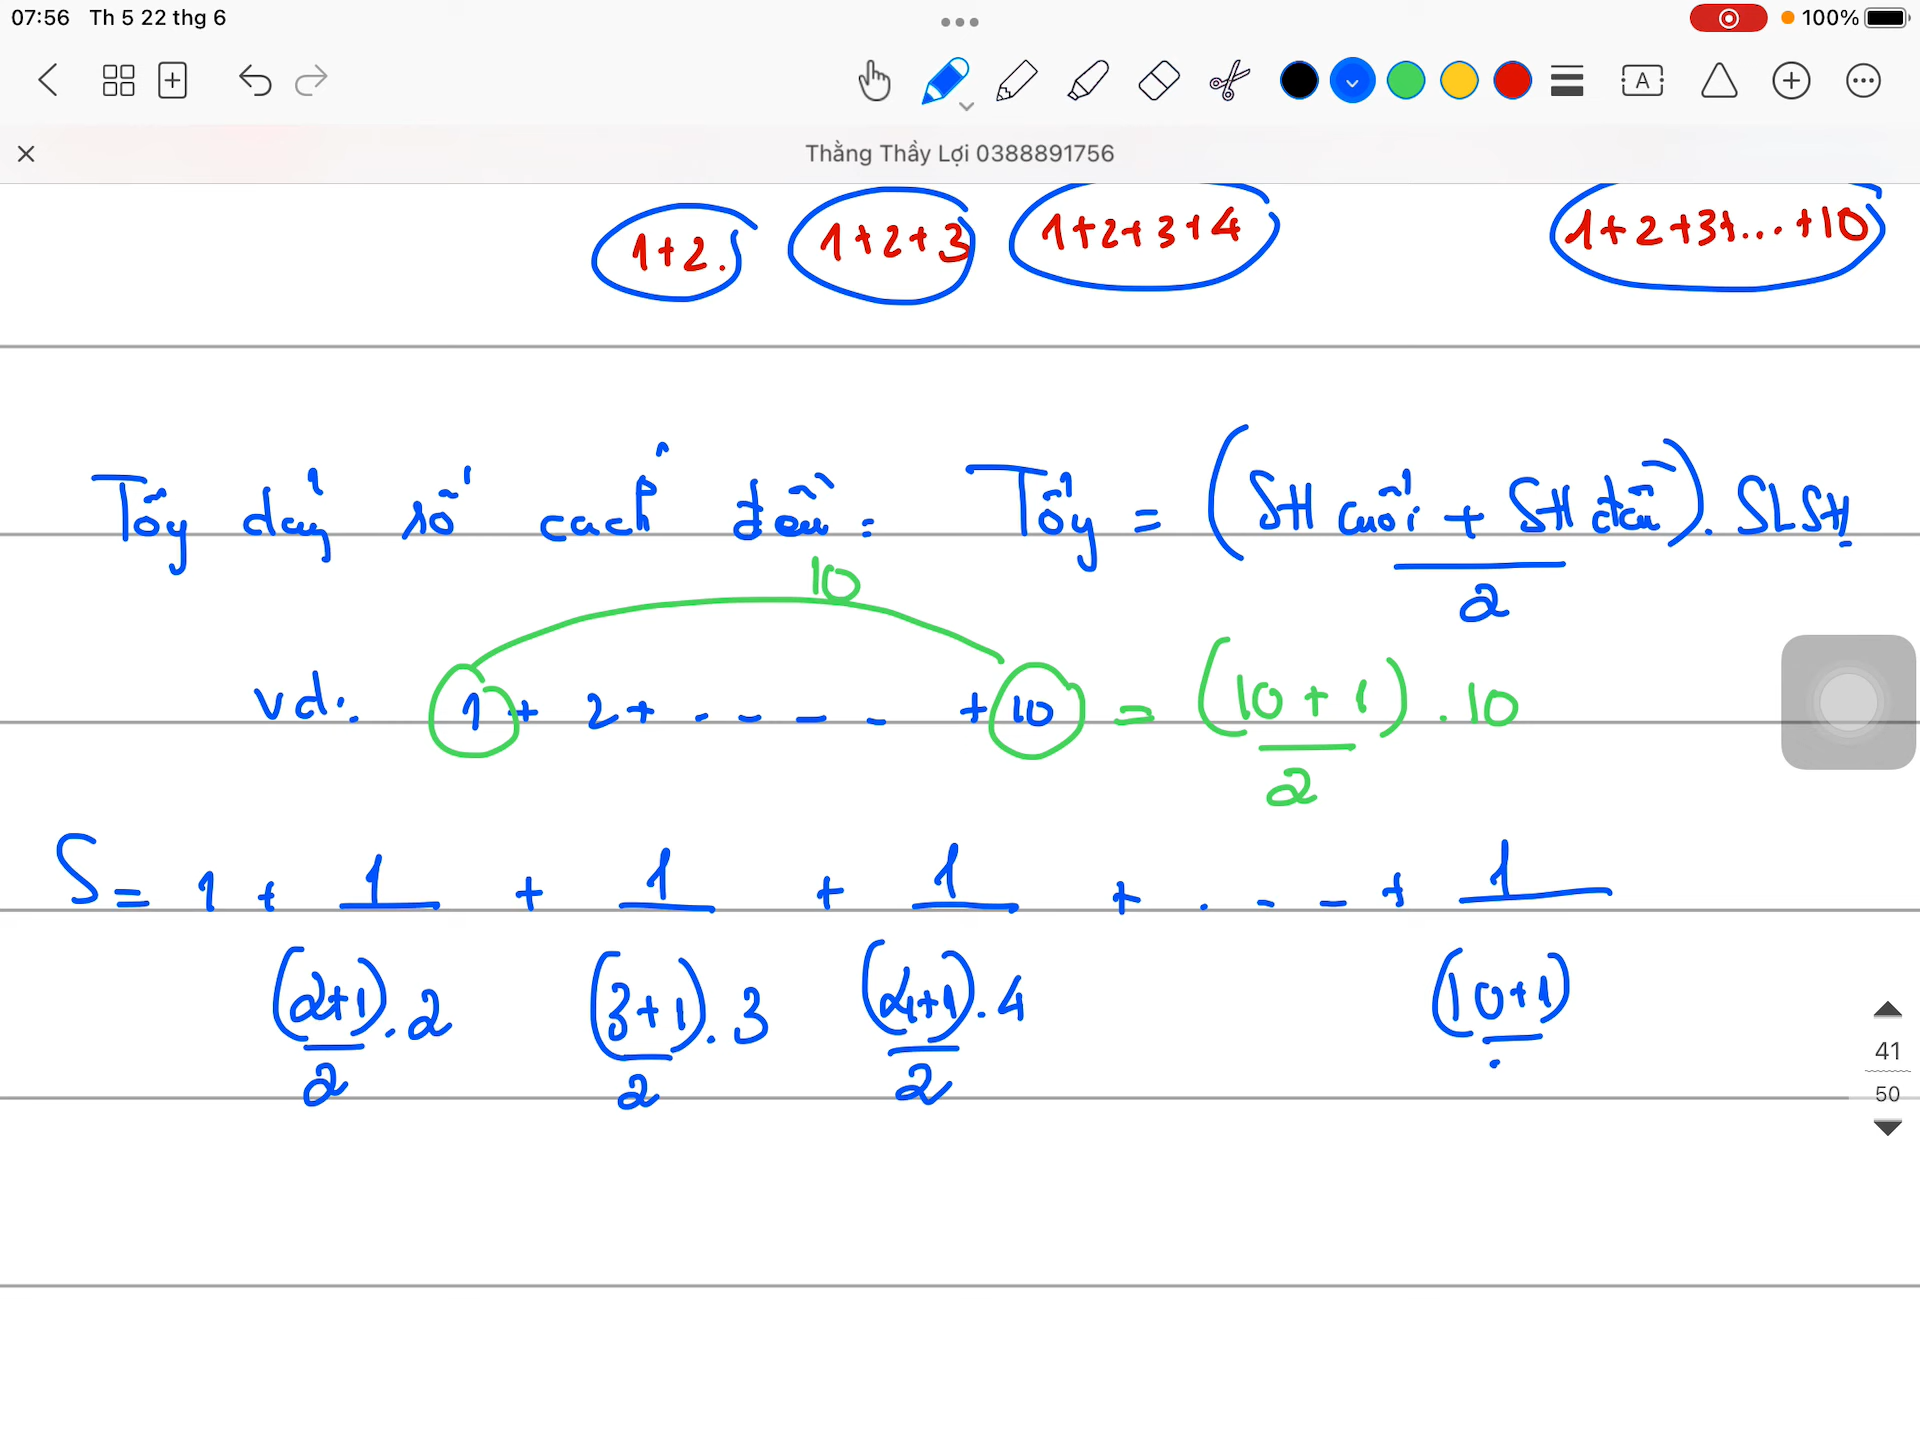 07:56 Th 5 22 thg 6 100%
A
Thằng Thầy Lợi 0388891756
1+2. 1+2+3 1+2+3+4 1+2+3+...+10
Tổng dãy số cách đều: Tổng = (SH cuối + SH đầu). SLSH
2
10
vd: 1 + 2 + . - - - - + 10 = (10 + 1) . 10
2
S = 1 + 1 + 1 + 1 + . - - + 1
(2+1).2 (3+1).3 (4+1).4 (10+1)
2 2 2 .
41
50